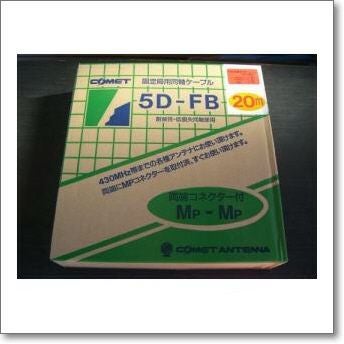 COMET
固定局用同軸ケーブル
5D-FB
20m
耐候性・低損失同軸使用
430MHz帯までの各種アンテナにお使い頂けます。
両端にMPコネクターを取付済、すぐお使い頂けます。
両端コネクター付
MP - MP
COMET ANTENNA